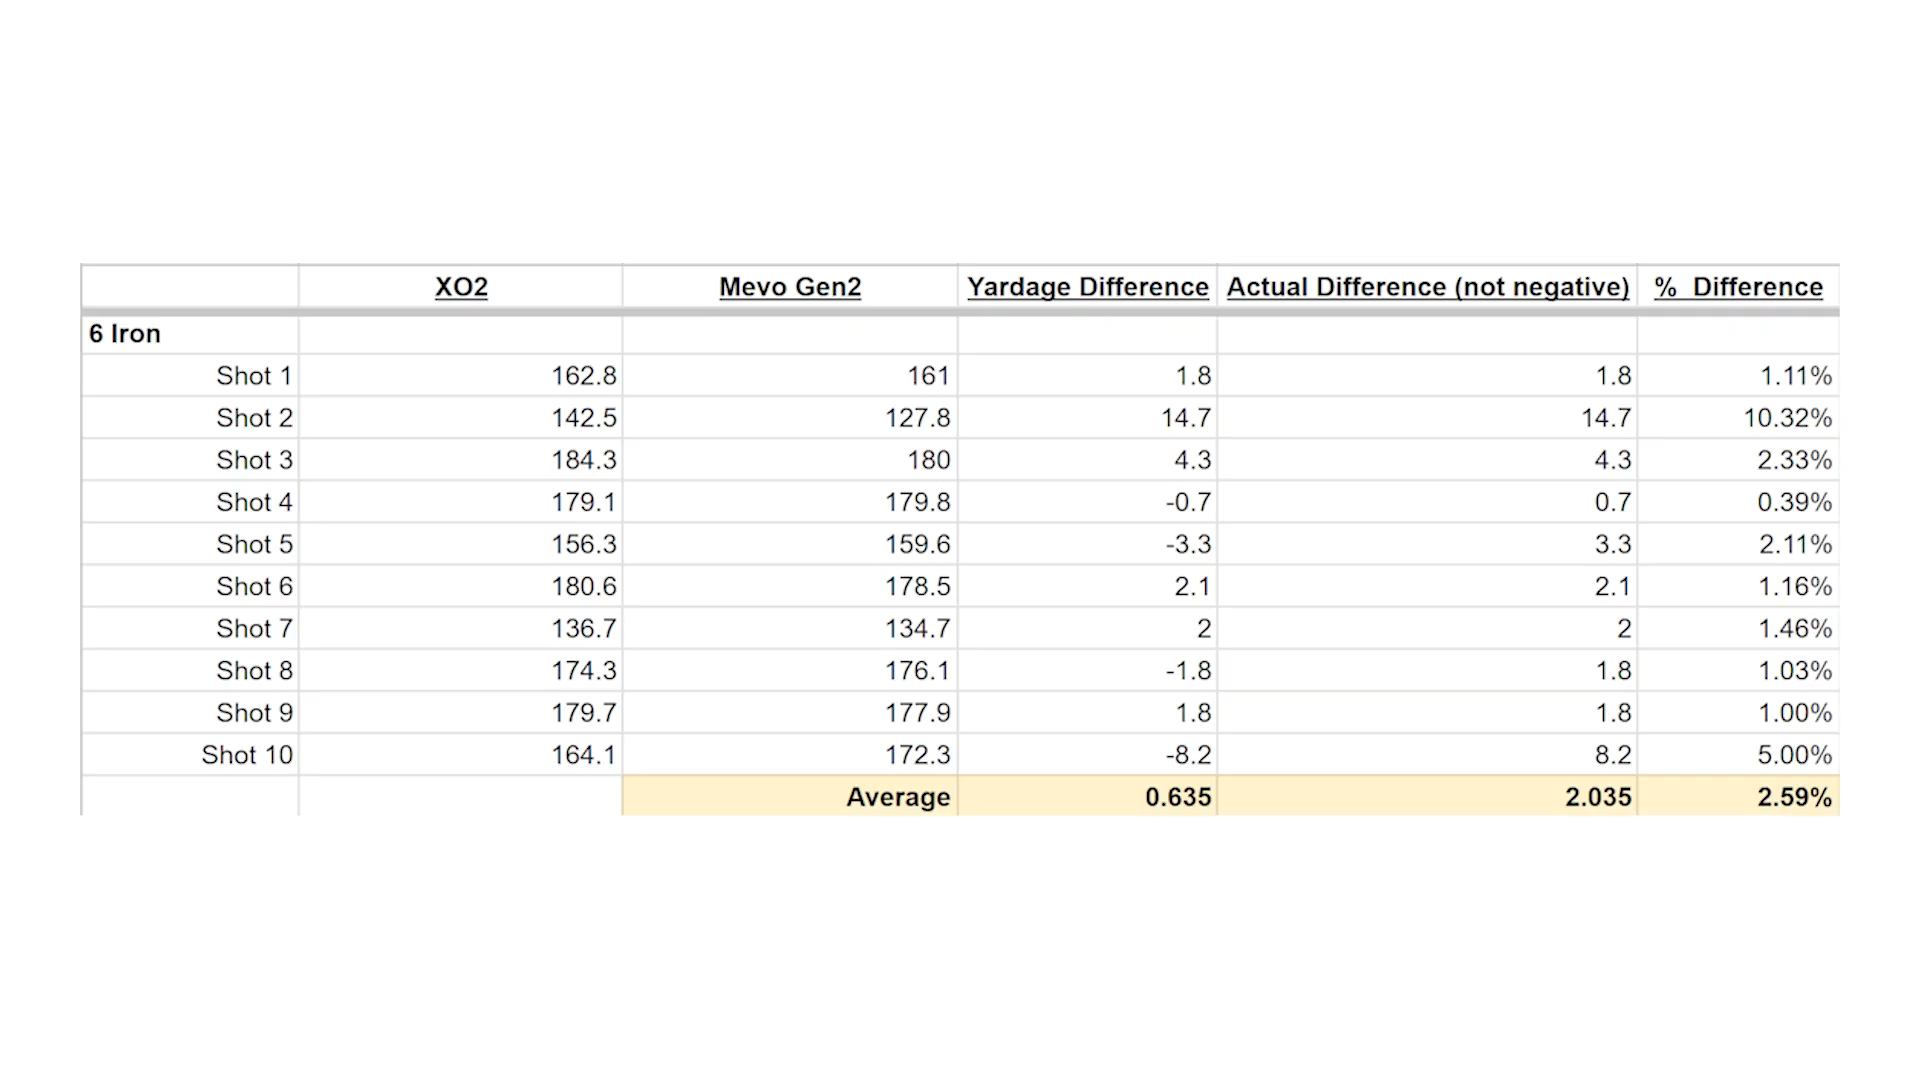 XO2 Mevo Gen2 Yardage Difference Actual Difference (not negative) % Difference
6 Iron
Shot 1 162.8 161 1.8 1.8 1.11%
Shot 2 142.5 127.8 14.7 14.7 10.32%
Shot 3 184.3 180 4.3 4.3 2.33%
Shot 4 179.1 179.8 -0.7 0.7 0.39%
Shot 5 156.3 159.6 -3.3 3.3 2.11%
Shot 6 180.6 178.5 2.1 2.1 1.16%
Shot 7 136.7 134.7 2 2 1.46%
Shot 8 174.3 176.1 -1.8 1.8 1.03%
Shot 9 179.7 177.9 1.8 1.8 1.00%
Shot 10 164.1 172.3 -8.2 8.2 5.00%
Average 0.635 2.035 2.59%